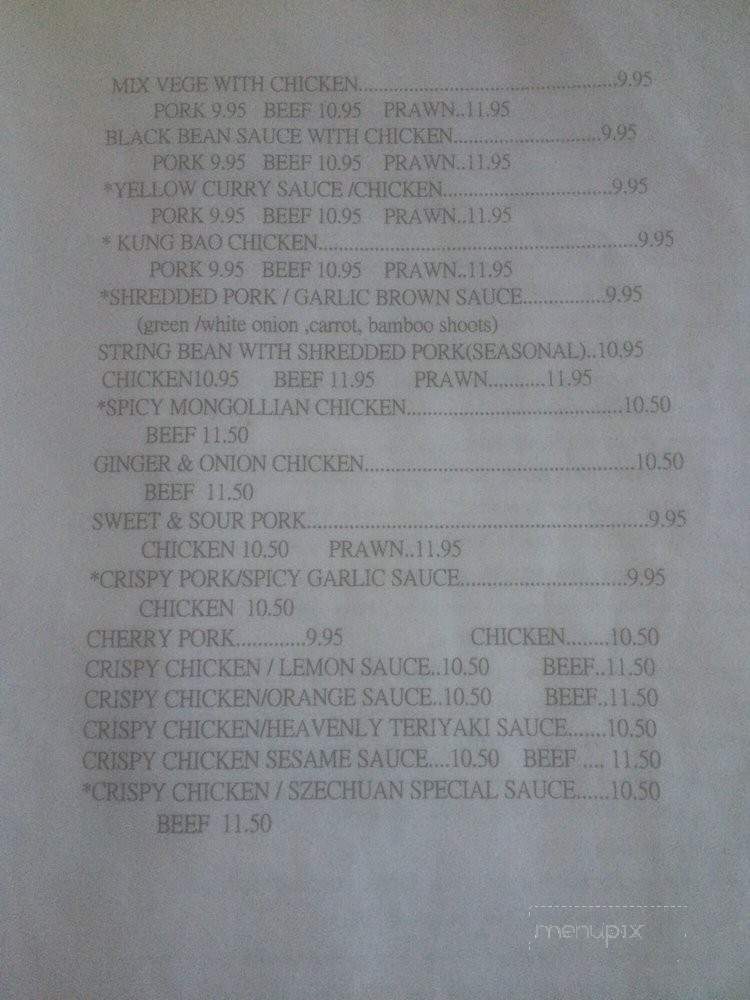 MIX VEGE WITH CHICKEN..................................................9.95
PORK 9.95 BEEF 10.95 PRAWN..11.95
BLACK BEAN SAUCE WITH CHICKEN............................9.95
PORK 9.95 BEEF 10.95 PRAWN..11.95
*YELLOW CURRY SAUCE /CHICKEN.................................9.95
PORK 9.95 BEEF 10.95 PRAWN..11.95
* KUNG BAO CHICKEN...............................................................9.95
PORK 9.95 BEEF 10.95 PRAWN..11.95
*SHREDDED PORK / GARLIC BROWN SAUCE................9.95
(green /white onion ,carrot, bamboo shoots)
STRING BEAN WITH SHREDDED PORK(SEASONAL)..10.95
CHICKEN10.95 BEEF 11.95 PRAWN...........11.95
*SPICY MONGOLLIAN CHICKEN..........................................10.50
BEEF 11.50
GINGER & ONION CHICKEN....................................................10.50
BEEF 11.50
SWEET & SOUR PORK..................................................................9.95
CHICKEN 10.50 PRAWN..11.95
*CRISPY PORK/SPICY GARLIC SAUCE................................9.95
CHICKEN 10.50
CHERRY PORK.............9.95 CHICKEN........10.50
CRISPY CHICKEN / LEMON SAUCE..10.50 BEEF..11.50
CRISPY CHICKEN/ORANGE SAUCE..10.50 BEEF..11.50
CRISPY CHICKEN/HEAVENLY TERIYAKI SAUCE.......10.50
CRISPY CHICKEN SESAME SAUCE....10.50 BEEF .... 11.50
*CRISPY CHICKEN / SZECHUAN SPECIAL SAUCE......10.50
BEEF 11.50
menupix